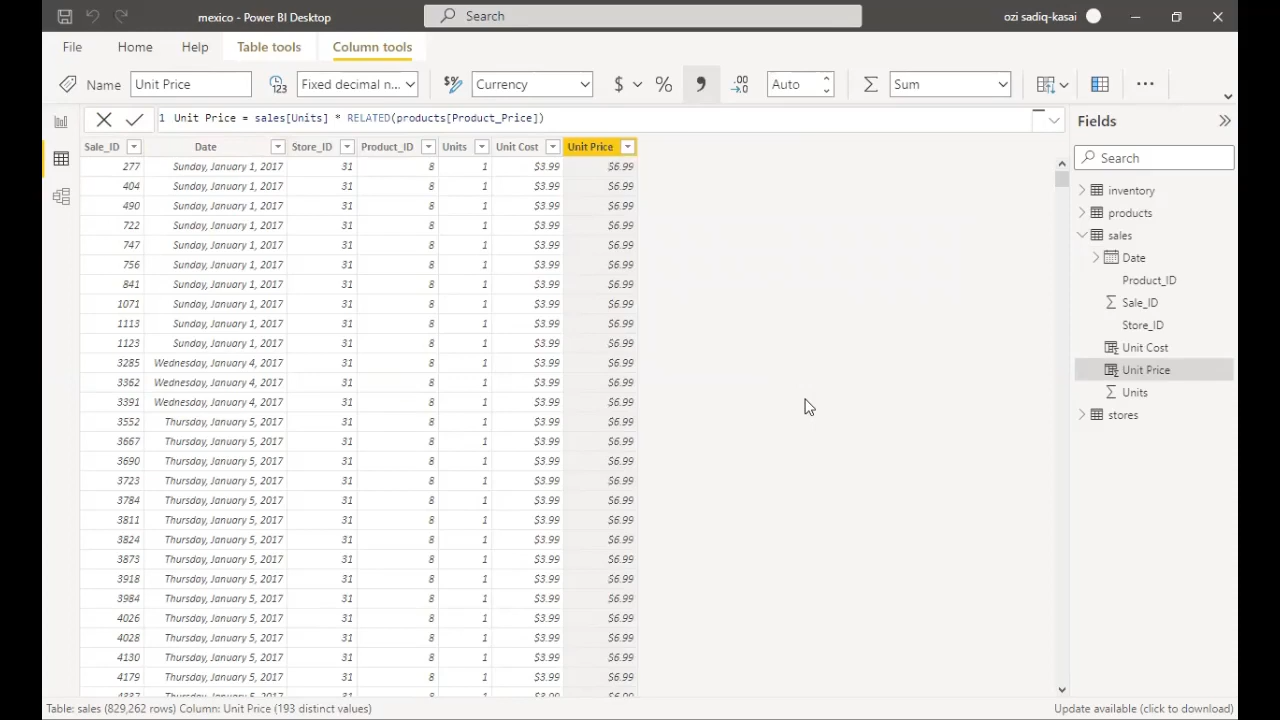 mexico - Power BI Desktop
Search
ozi sadiq-kasai
File Home Help Table tools Column tools
Name Unit Price
Fixed decimal n...
Currency
$ % 9 .00
Auto
Σ Sum
...
1 Unit Price = sales[Units] * RELATED(products[Product_Price])
Sale_ID Date Store_ID Product_ID Units Unit Cost Unit Price
277 Sunday, January 1, 2017 31 8 1 $3.99 $6.99
404 Sunday, January 1, 2017 31 8 1 $3.99 $6.99
490 Sunday, January 1, 2017 31 8 1 $3.99 $6.99
722 Sunday, January 1, 2017 31 8 1 $3.99 $6.99
747 Sunday, January 1, 2017 31 8 1 $3.99 $6.99
756 Sunday, January 1, 2017 31 8 1 $3.99 $6.99
841 Sunday, January 1, 2017 31 8 1 $3.99 $6.99
1071 Sunday, January 1, 2017 31 8 1 $3.99 $6.99
1113 Sunday, January 1, 2017 31 8 1 $3.99 $6.99
1123 Sunday, January 1, 2017 31 8 1 $3.99 $6.99
3285 Wednesday, January 4, 2017 31 8 1 $3.99 $6.99
3362 Wednesday, January 4, 2017 31 8 1 $3.99 $6.99
3391 Wednesday, January 4, 2017 31 8 1 $3.99 $6.99
3552 Thursday, January 5, 2017 31 8 1 $3.99 $6.99
3667 Thursday, January 5, 2017 31 8 1 $3.99 $6.99
3690 Thursday, January 5, 2017 31 8 1 $3.99 $6.99
3723 Thursday, January 5, 2017 31 8 1 $3.99 $6.99
3784 Thursday, January 5, 2017 31 8 1 $3.99 $6.99
3811 Thursday, January 5, 2017 31 8 1 $3.99 $6.99
3824 Thursday, January 5, 2017 31 8 1 $3.99 $6.99
3873 Thursday, January 5, 2017 31 8 1 $3.99 $6.99
3918 Thursday, January 5, 2017 31 8 1 $3.99 $6.99
3984 Thursday, January 5, 2017 31 8 1 $3.99 $6.99
4026 Thursday, January 5, 2017 31 8 1 $3.99 $6.99
4028 Thursday, January 5, 2017 31 8 1 $3.99 $6.99
4130 Thursday, January 5, 2017 31 8 1 $3.99 $6.99
4179 Thursday, January 5, 2017 31 8 1 $3.99 $6.99
Fields
Search
inventory
products
sales
Date
Product_ID
Σ Sale_ID
Store_ID
Unit Cost
Unit Price
Σ Units
stores
Table: sales (829,262 rows) Column: Unit Price (193 distinct values)
Update available (click to download)